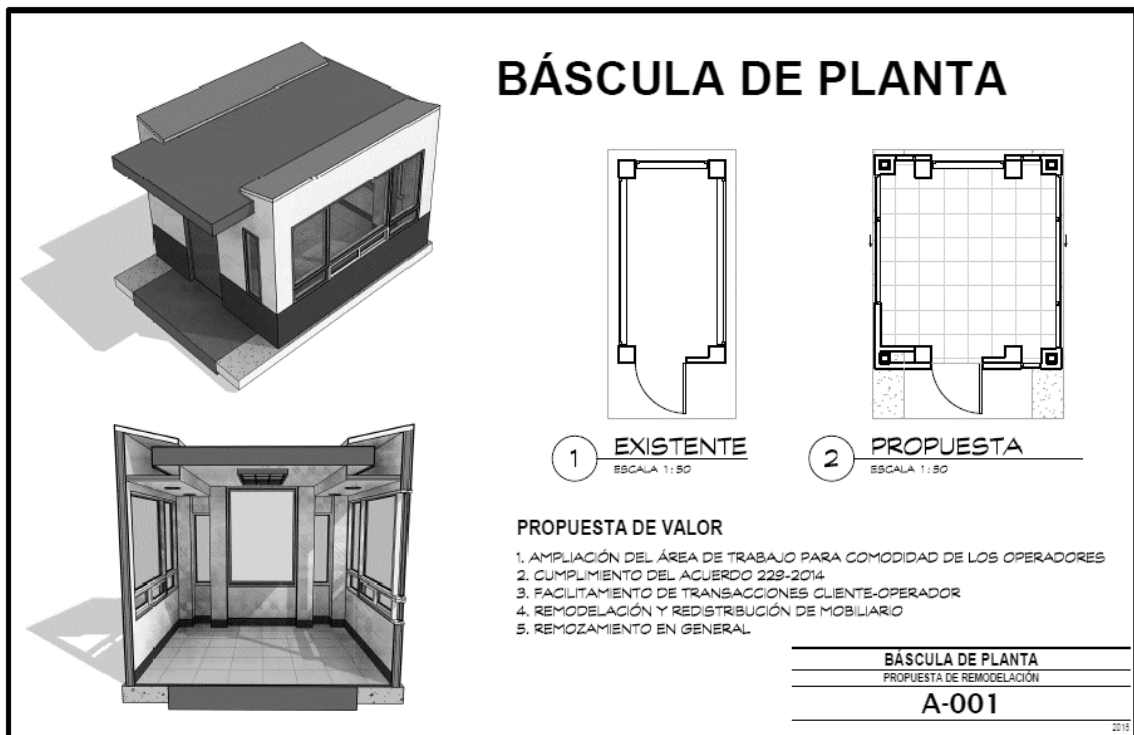 BÁSCULA DE PLANTA
1 EXISTENTE
ESCALA 1:50
2 PROPUESTA
ESCALA 1:50
PROPUESTA DE VALOR
1. AMPLIACIÓN DEL ÁREA DE TRABAJO PARA COMODIDAD DE LOS OPERADORES
2. CUMPLIMIENTO DEL ACUERDO 229-2014
3. FACILITAMIENTO DE TRANSACCIONES CLIENTE-OPERADOR
4. REMODELACIÓN Y REDISTRIBUCIÓN DE MOBILIARIO
5. REMOZAMIENTO EN GENERAL
BÁSCULA DE PLANTA
PROPUESTA DE REMODELACIÓN
A-001
2018